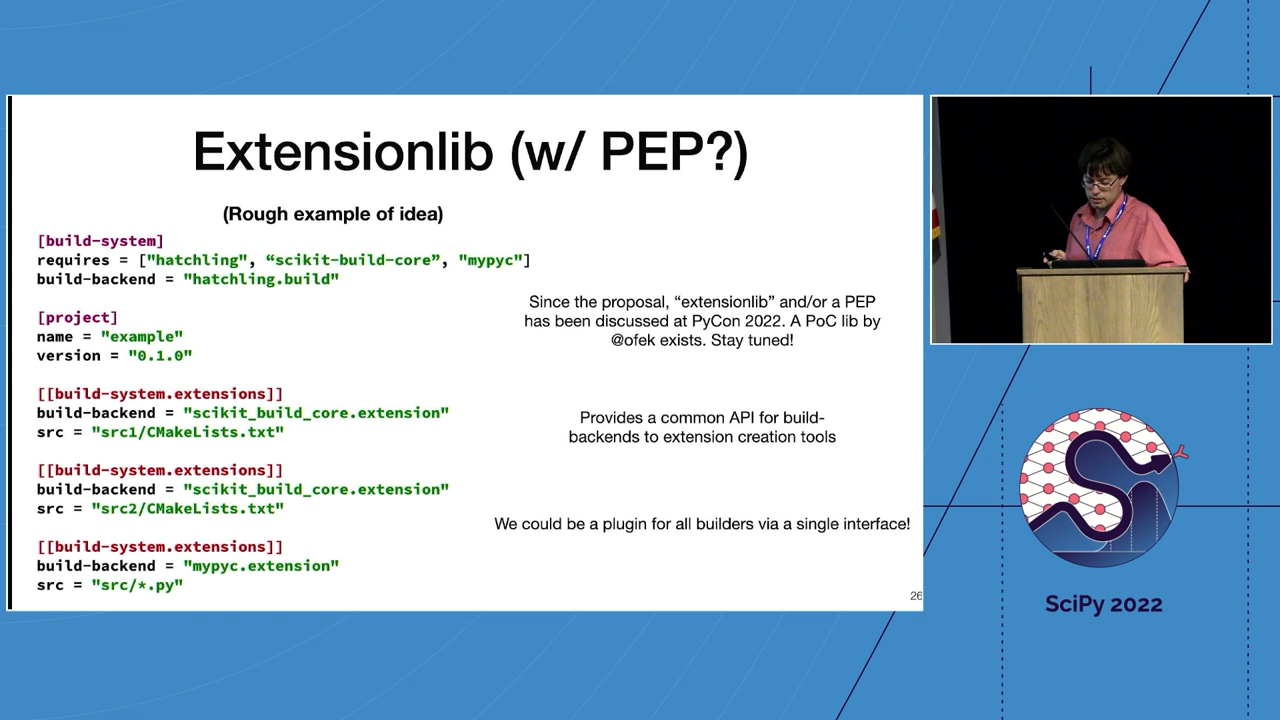 Extensionlib (w/ PEP?)
(Rough example of idea)
[build-system]
requires = ["hatchling", “scikit-build-core”, "mypyc"]
build-backend = "hatchling.build"
[project]
name = "example"
version = "0.1.0"
[[build-system.extensions]]
build-backend = "scikit_build_core.extension"
src = "src1/CMakeLists.txt"
[[build-system.extensions]]
build-backend = "scikit_build_core.extension"
src = "src2/CMakeLists.txt"
[[build-system.extensions]]
build-backend = "mypyc.extension"
src = "src/*.py"
Since the proposal, “extensionlib” and/or a PEP
has been discussed at PyCon 2022. A PoC lib by
@ofek exists. Stay tuned!
Provides a common API for build-
backends to extension creation tools
We could be a plugin for all builders via a single interface!
26
SciPy 2022